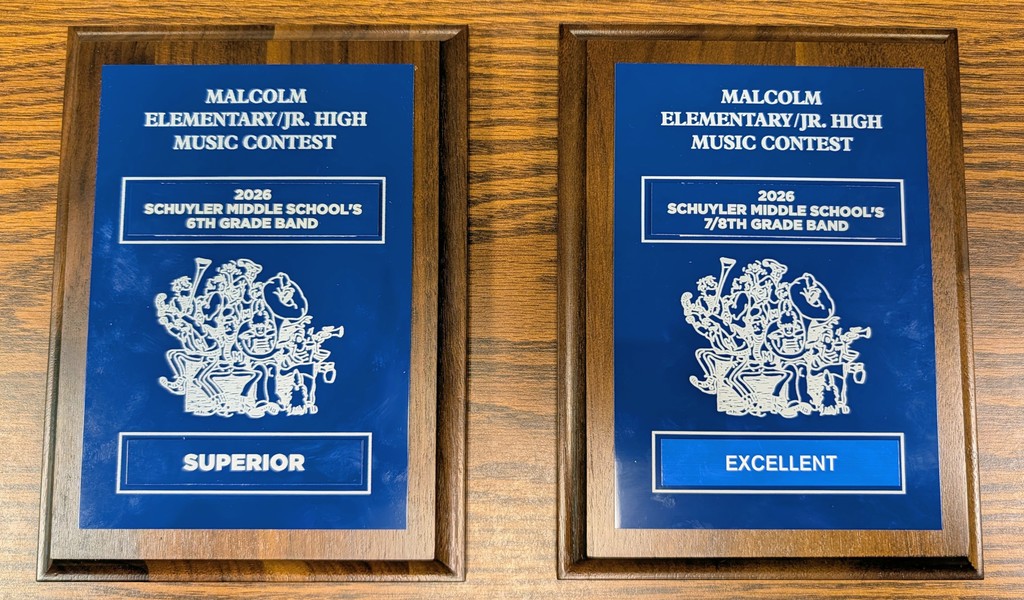 MALCOLM
ELEMENTARY/JR. HIGH
MUSIC CONTEST
2026
SCHUYLER MIDDLE SCHOOL'S
6TH GRADE BAND
SUPERIOR
MALCOLM
ELEMENTARY/JR. HIGH
MUSIC CONTEST
2026
SCHUYLER MIDDLE SCHOOL'S
7/8TH GRADE BAND
EXCELLENT